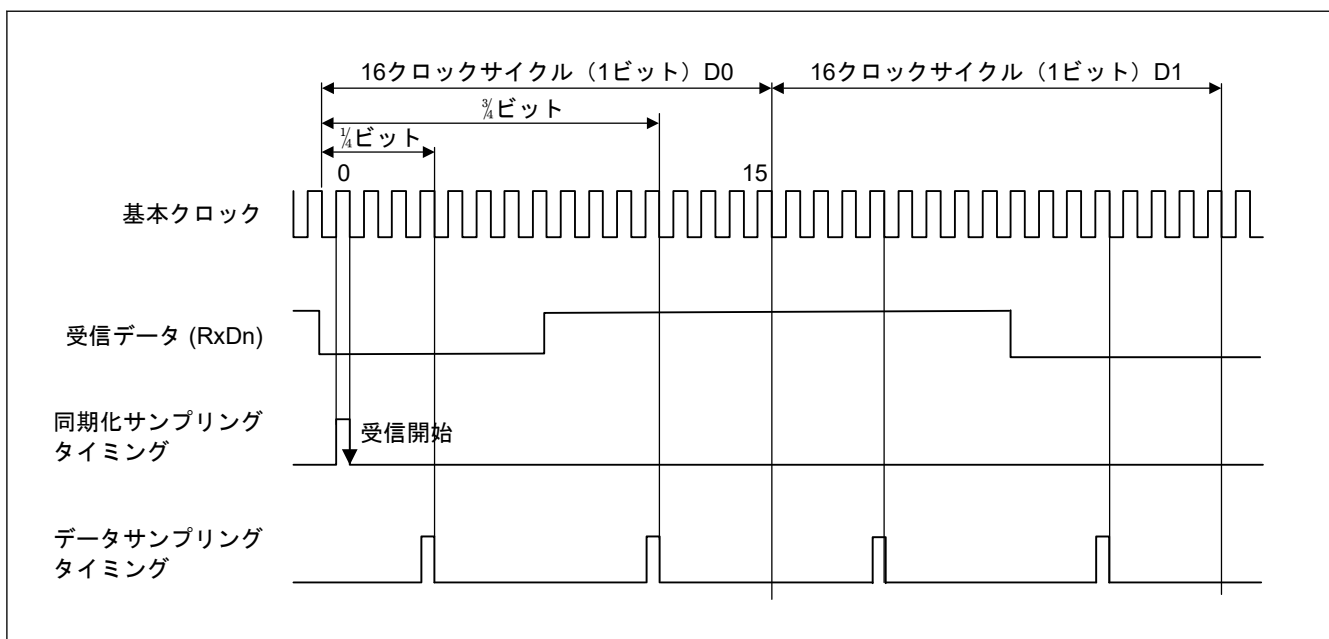 16クロックサイクル（1ビット）D0
16クロックサイクル（1ビット）D1
¾ビット
¼ビット
0
15
基本クロック
受信データ (RxDn)
同期化サンプリング
タイミング
受信開始
データサンプリング
タイミング